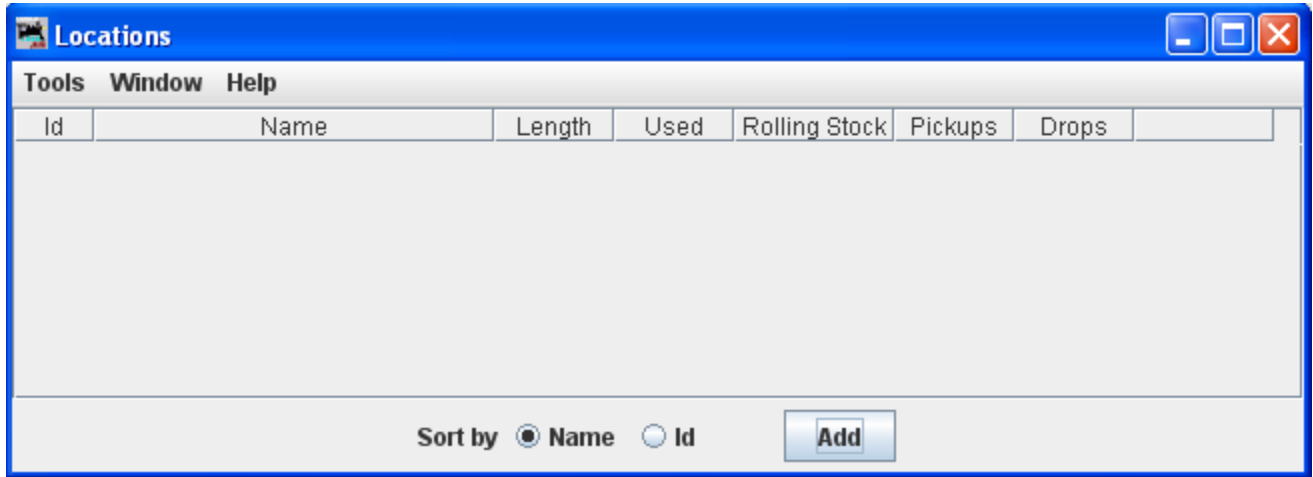 Locations
Tools Window Help
Id Name Length Used Rolling Stock Pickups Drops
Sort by Name Id Add